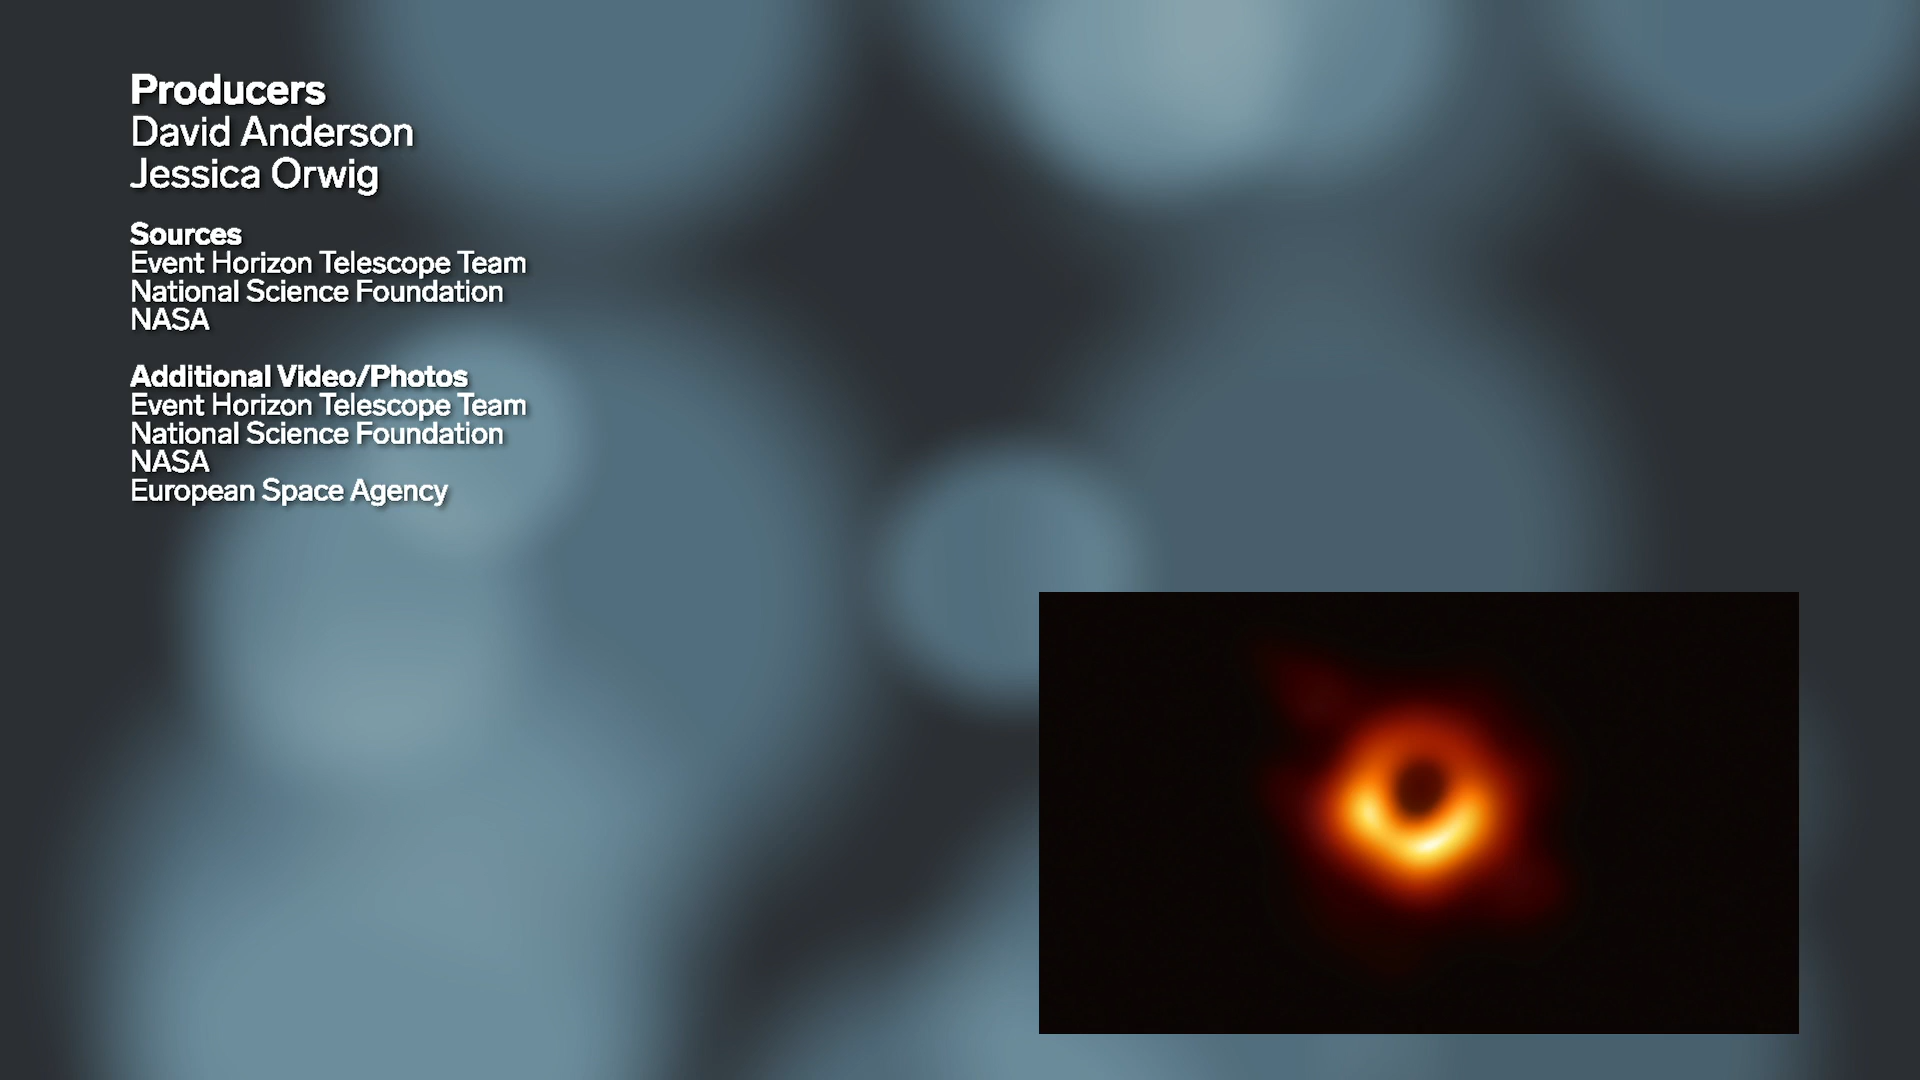 Producers
David Anderson
Jessica Orwig
Sources
Event Horizon Telescope Team
National Science Foundation
NASA
Additional Video/Photos
Event Horizon Telescope Team
National Science Foundation
NASA
European Space Agency